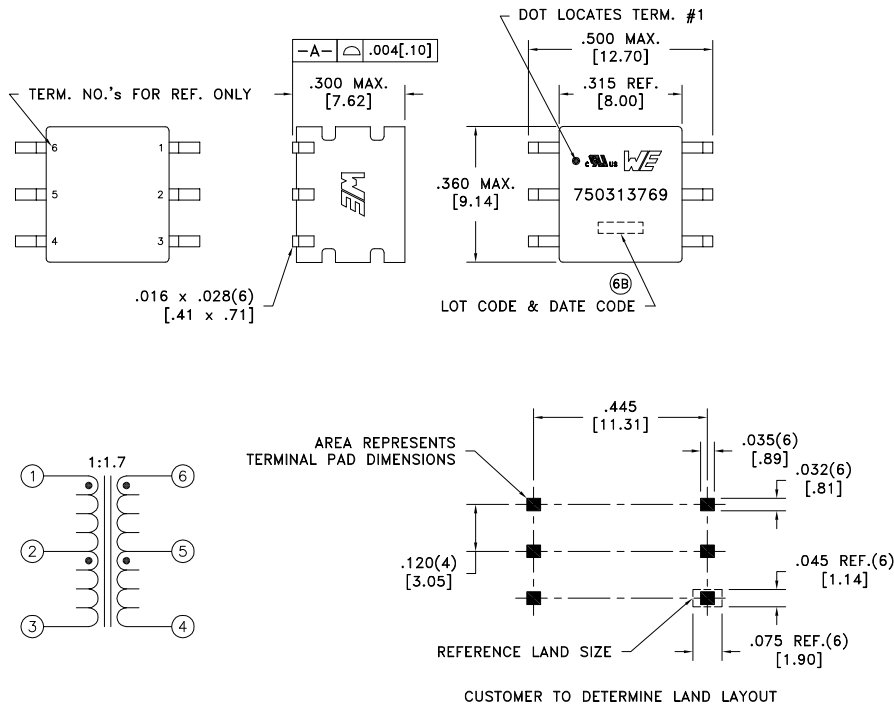 DOT LOCATES TERM. #1
-A- .004[.10]
.500 MAX.
[12.70]
.300 MAX.
[7.62]
.315 REF.
[8.00]
TERM. NO.'s FOR REF. ONLY
6 1
5 2
4 3
WE
c UL us WE
750313769
.360 MAX.
[9.14]
6B
.016 x .028(6)
[.41 x .71]
LOT CODE & DATE CODE
1:1.7
1 6
2 5
3 4
.445
[11.31]
AREA REPRESENTS
TERMINAL PAD DIMENSIONS
.035(6)
[.89]
.032(6)
[.81]
.120(4)
[3.05]
.045 REF.(6)
[1.14]
REFERENCE LAND SIZE
.075 REF.(6)
[1.90]
CUSTOMER TO DETERMINE LAND LAYOUT